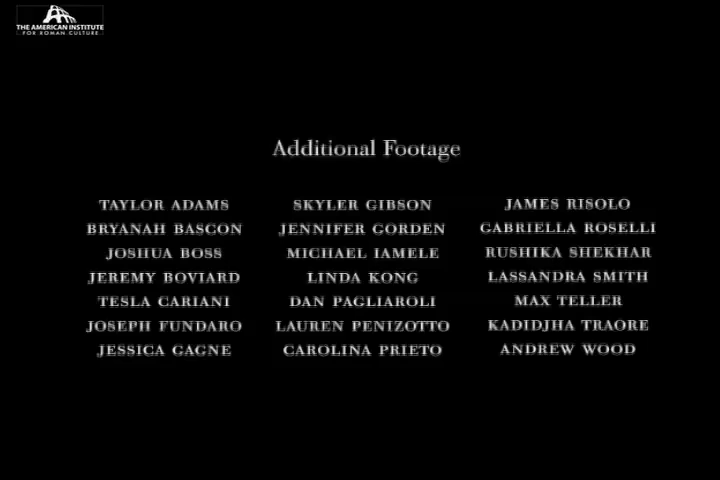 THE AMERICAN INSTITUTE
FOR ROMAN CULTURE
Additional Footage
TAYLOR ADAMS
BRYANAH BASCON
JOSHUA BOSS
JEREMY BOVIARD
TESLA CARIANI
JOSEPH FUNDARO
JESSICA GAGNE
SKYLER GIBSON
JENNIFER GORDEN
MICHAEL IAMELE
LINDA KONG
DAN PAGLIAROLI
LAUREN PENIZOTTO
CAROLINA PRIETO
JAMES RISOLO
GABRIELLA ROSELLI
RUSHIKA SHEKHAR
LASSANDRA SMITH
MAX TELLER
KADIDJHA TRAORE
ANDREW WOOD